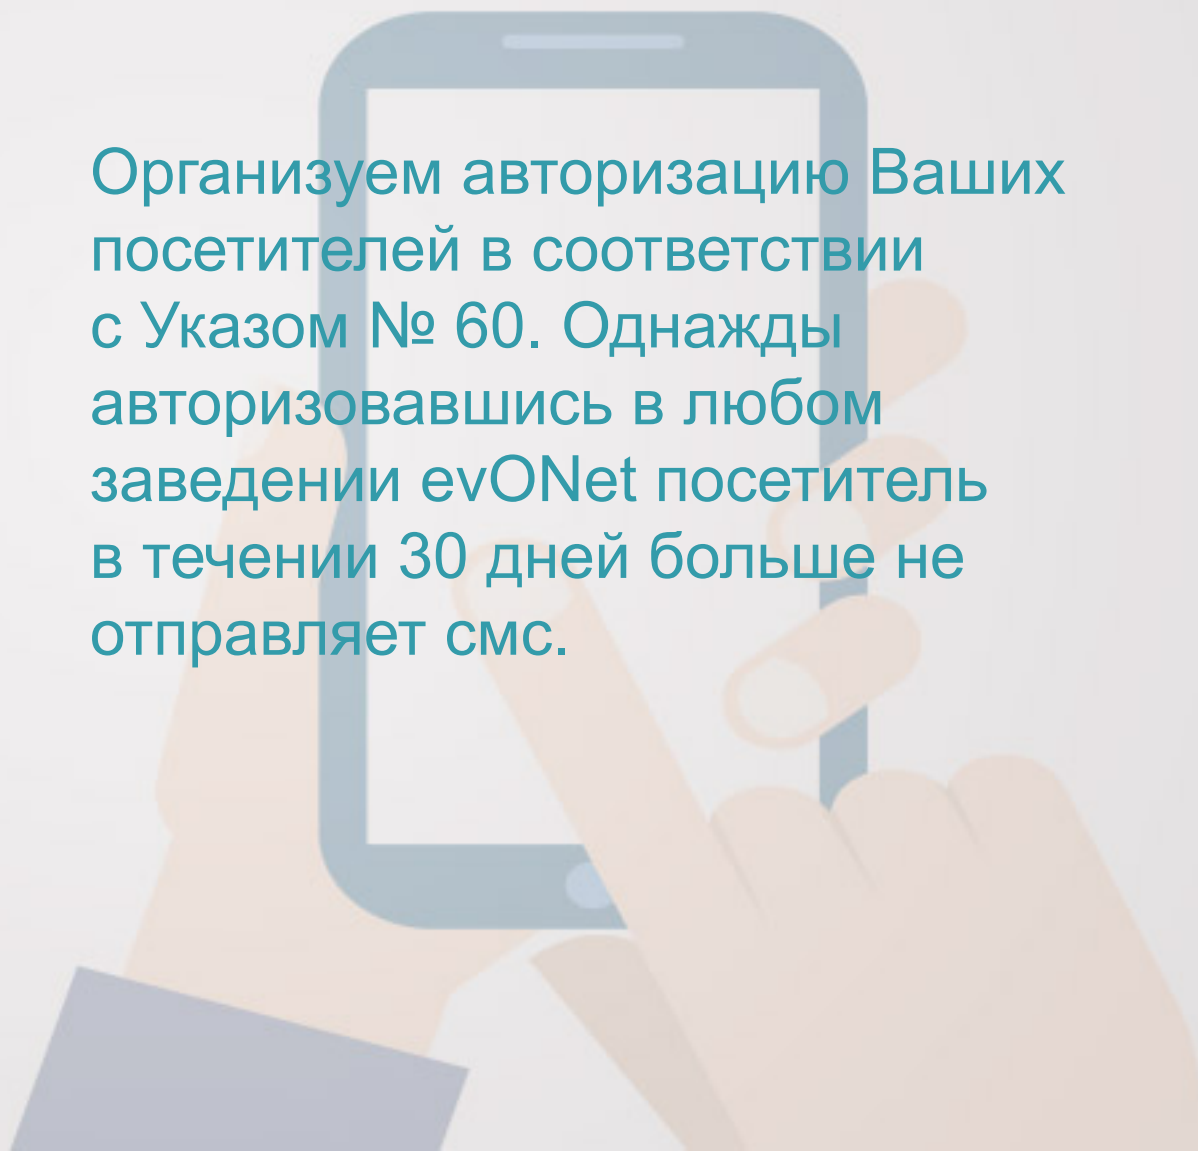 Организуем авторизацию Ваших
посетителей в соответствии
с Указом № 60. Однажды
авторизовавшись в любом
заведении evONet посетитель
в течении 30 дней больше не
отправляет смс.